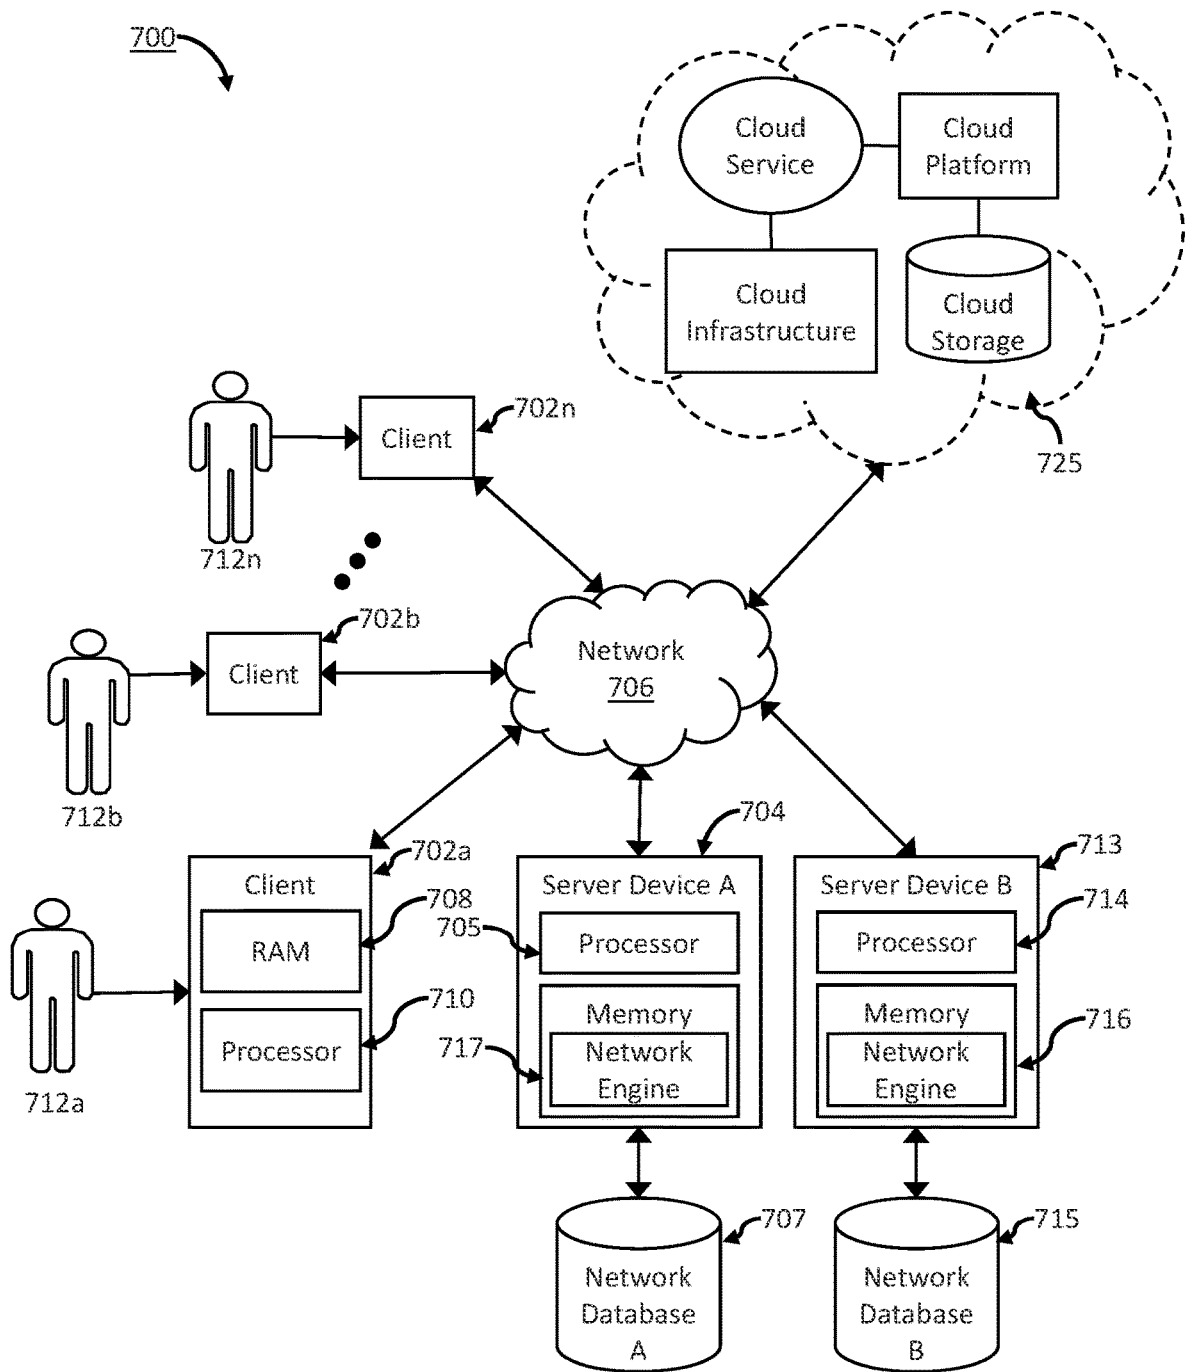 700
Cloud
Service
Cloud
Platform
Cloud
Infrastructure
Cloud
Storage
725
702n
Client
712n
702b
Client
712b
Network
706
702a
Client
708
RAM
710
Processor
712a
704
Server Device A
705
Processor
Memory
717
Network
Engine
713
Server Device B
714
Processor
Memory
716
Network
Engine
707
Network
Database
A
715
Network
Database
B